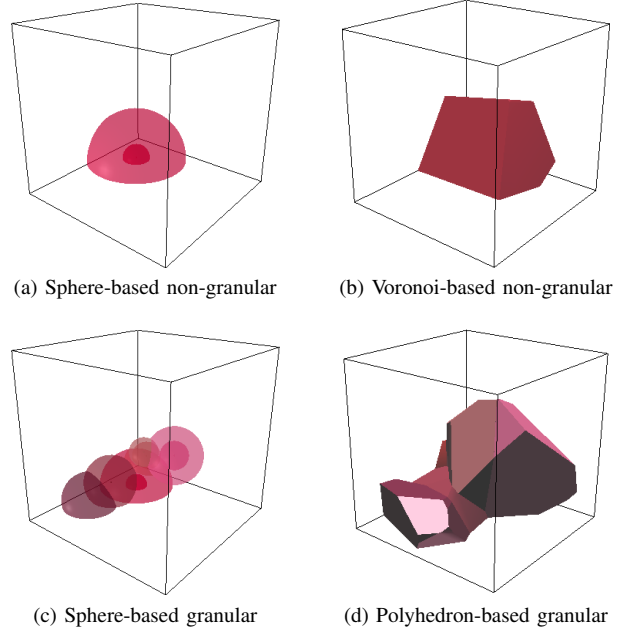 (a) Sphere-based non-granular
(b) Voronoi-based non-granular
(c) Sphere-based granular
(d) Polyhedron-based granular